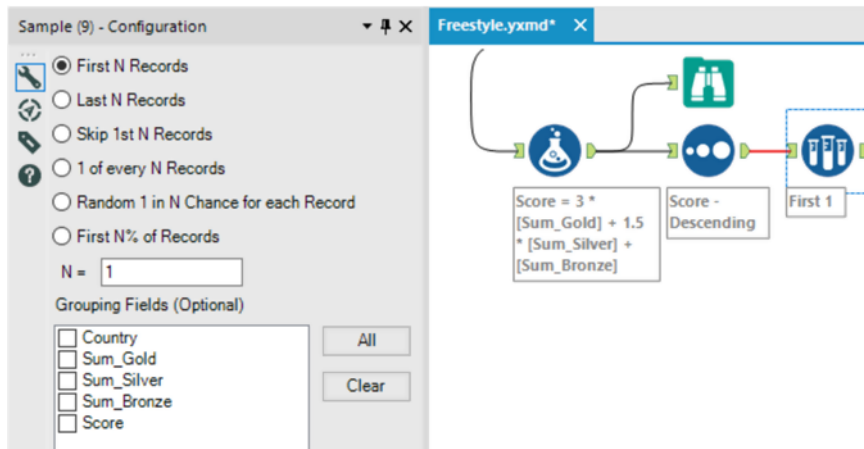 Sample (9) - Configuration
First N Records
Last N Records
Skip 1st N Records
1 of every N Records
Random 1 in N Chance for each Record
First N% of Records
N = 1
Grouping Fields (Optional)
Country
Sum_Gold
Sum_Silver
Sum_Bronze
Score
All
Clear
Freestyle.yxmd*
Score = 3 *
[Sum_Gold] + 1.5
* [Sum_Silver] +
[Sum_Bronze]
Score -
Descending
First 1